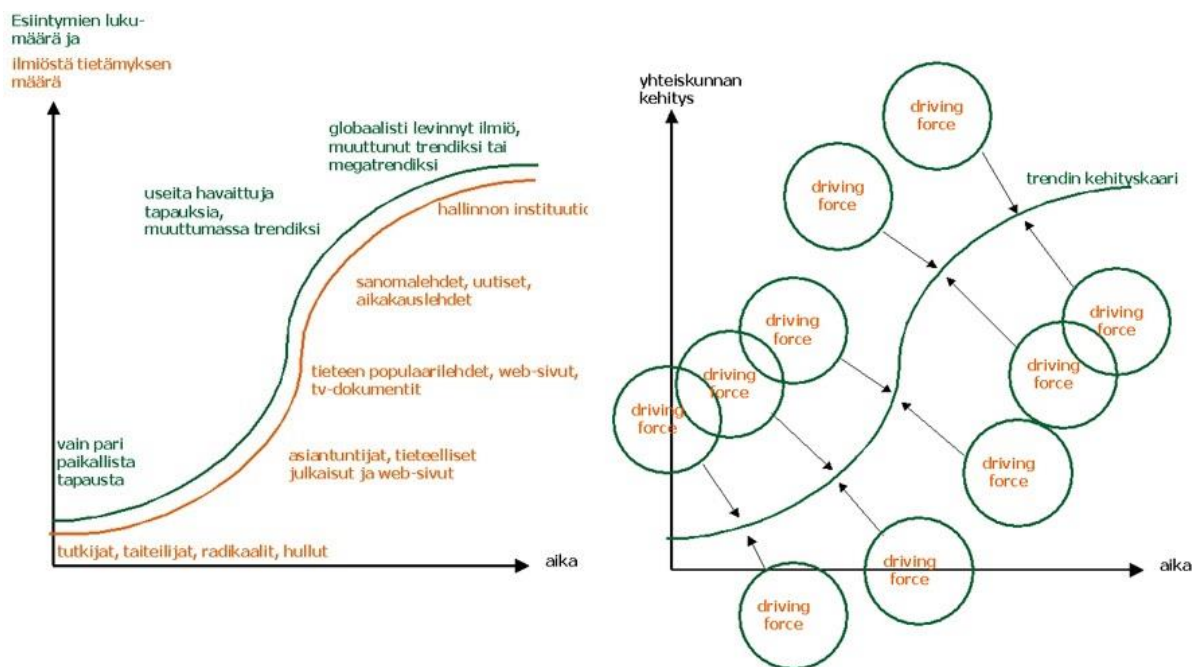 Esiintymien luku-
määrä ja
ilmiöstä tietämyksen
määrä
globaalisti levinnyt ilmiö,
muuttunut trendiksi tai
megatrendiksi
useita havaittuja
tapauksia,
muuttumassa trendiksi
hallinnon instituutio
sanomalehdet, uutiset,
aikakauslehdet
tieteen populaarilehdet, web-sivut,
tv-dokumentit
vain pari
paikallista
tapausta
asiantuntijat, tieteelliset
julkaisut ja web-sivut
tutkijat, taiteilijat, radikaalit, hullut
aika
yhteiskunnan
kehitys
driving
force
trendin kehityskaari
driving
force
driving
force
driving
force
driving
force
driving
force
driving
force
driving
force
driving
force
driving
force
aika